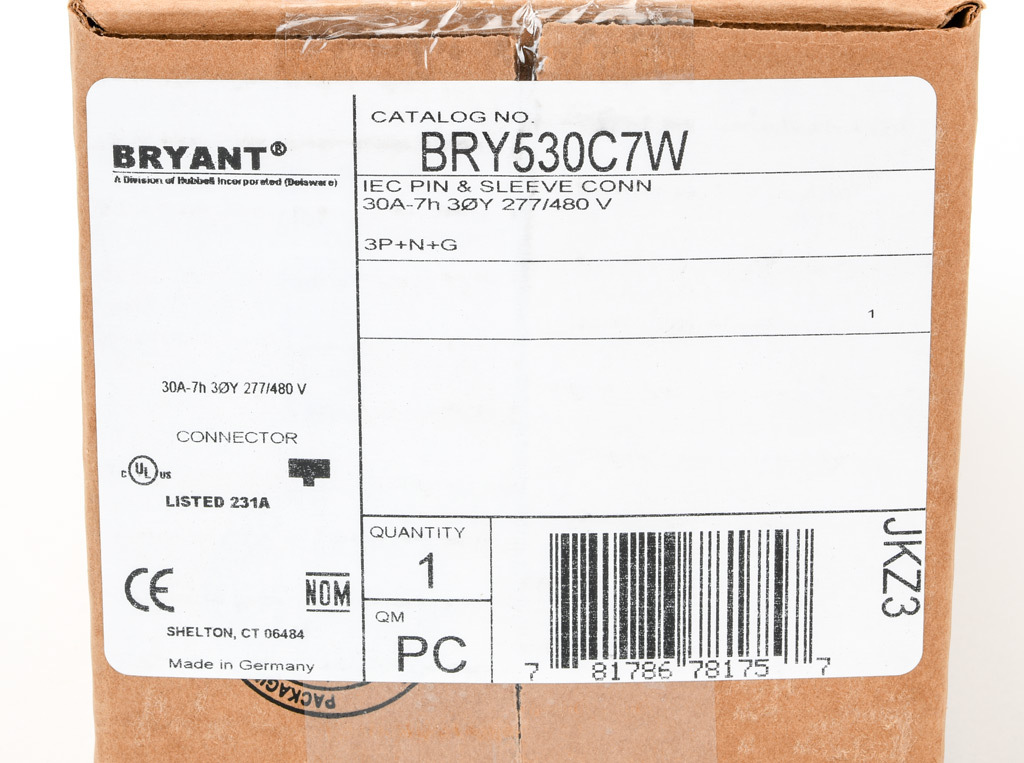 BRYANT®
A Division of Hubbell Incorporated (Delaware)
30A-7h 3ØY 277/480 V
CONNECTOR
C UL US
LISTED 231A
CE
NOM
SHELTON, CT 06484
Made in Germany
CATALOG NO.
BRY530C7W
IEC PIN & SLEEVE CONN
30A-7h 3ØY 277/480 V
3P+N+G
1
QUANTITY
1
QM
PC
7 81786 78175 7
JKZ3